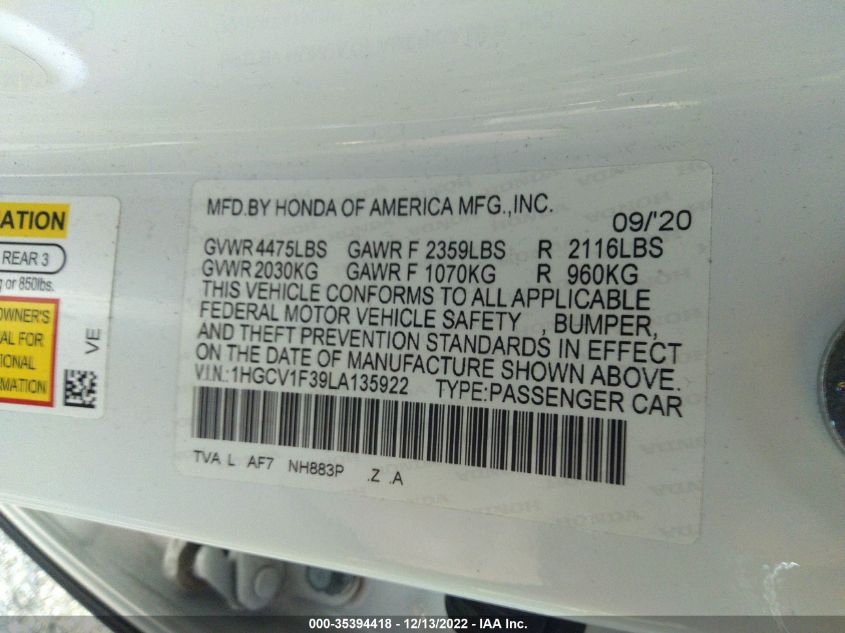 ATION
REAR 3
g or 850lbs.
OWNER'S
AL FOR
TIONAL
RMATION
VE
MFD.BY HONDA OF AMERICA MFG.,INC.
09/'20
GVWR 4475LBS GAWR F 2359LBS R 2116LBS
GVWR 2030KG GAWR F 1070KG R 960KG
THIS VEHICLE CONFORMS TO ALL APPLICABLE
FEDERAL MOTOR VEHICLE SAFETY , BUMPER,
AND THEFT PREVENTION STANDARDS IN EFFECT
ON THE DATE OF MANUFACTURE SHOWN ABOVE.
V.I.N.:1HGCV1F39LA135922 TYPE:PASSENGER CAR
TVA L AF7 NH883P .Z .A
000-35394418 - 12/13/2022 - IAAI Inc.